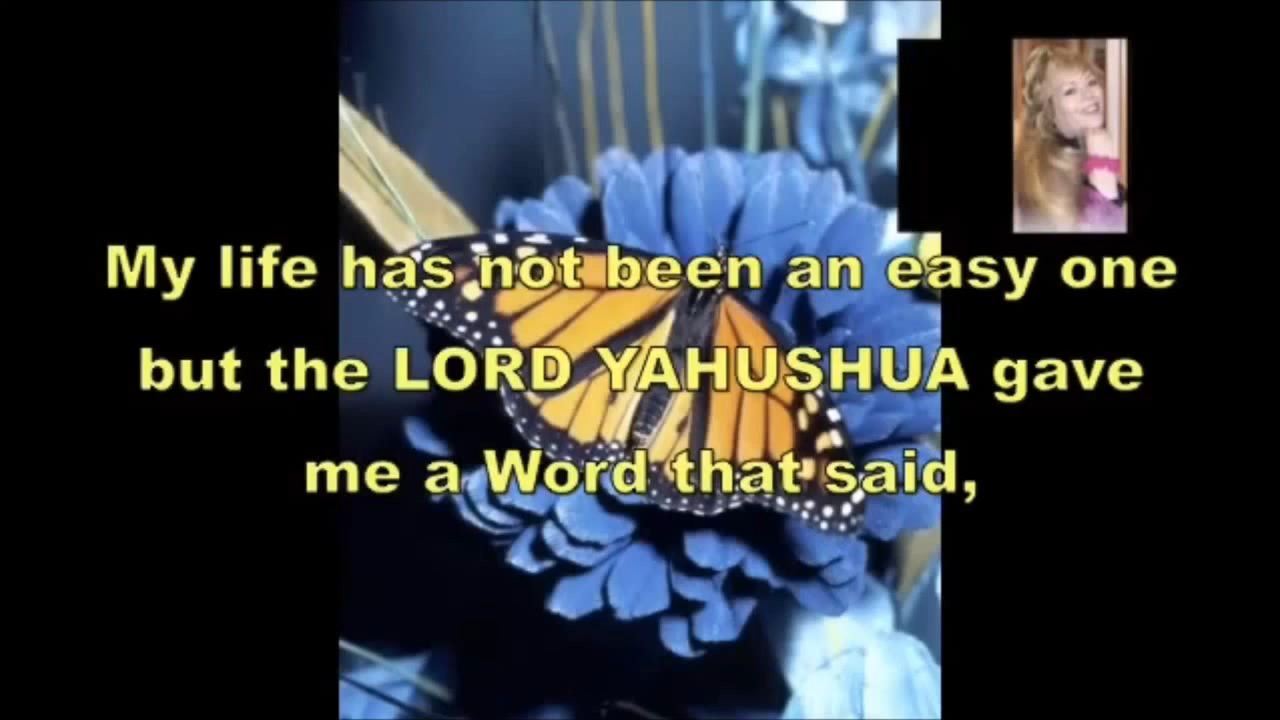 My life has not been an easy one
but the LORD YAHUSHUA gave
me a Word that said,